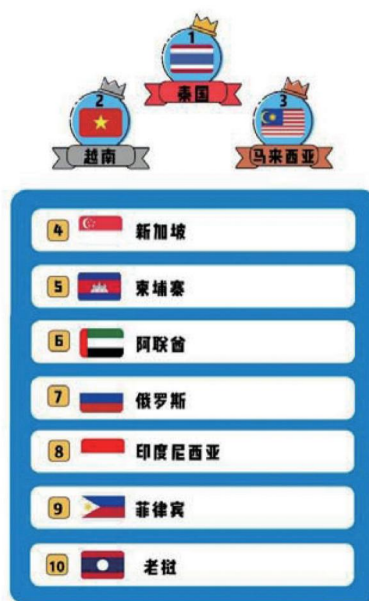 1
泰国
2
越南
3
马来西亚
4 新加坡
5 柬埔寨
6 阿联酋
7 俄罗斯
8 印度尼西亚
9 菲律宾
10 老挝